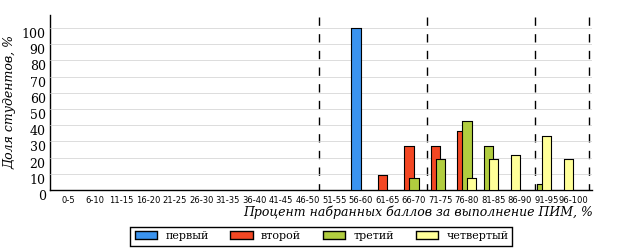 Доля студентов, %
100
90
80
70
60
50
40
30
20
10
0
0-5 6-10 11-15 16-20 21-25 26-30 31-35 36-40 41-45 46-50 51-55 56-60 61-65 66-70 71-75 76-80 81-85 86-90 91-95 96-100
Процент набранных баллов за выполнение ПИМ, %
первый второй третий четвертый